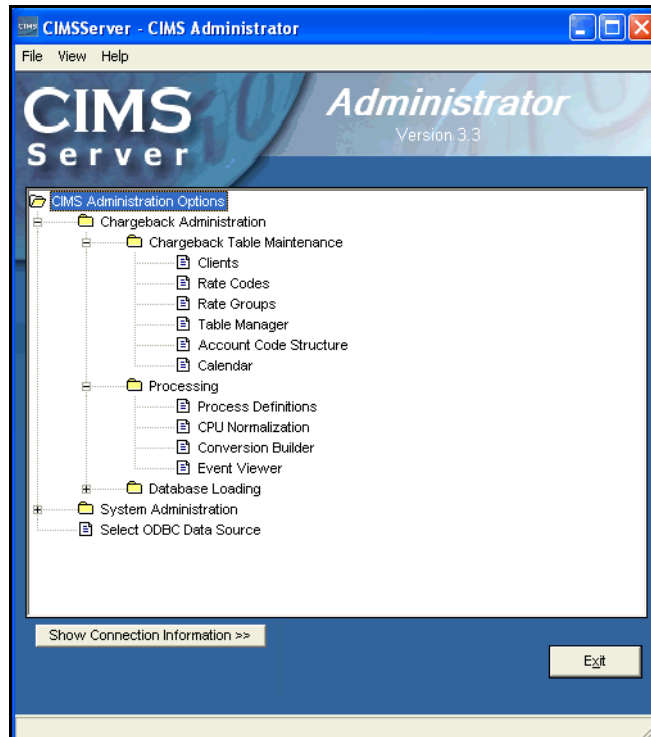 CIMS CIMSServer - CIMS Administrator
File View Help
CIMS
Server
Administrator
Version 3.3
CIMS Administration Options
Chargeback Administration
Chargeback Table Maintenance
Clients
Rate Codes
Rate Groups
Table Manager
Account Code Structure
Calendar
Processing
Process Definitions
CPU Normalization
Conversion Builder
Event Viewer
Database Loading
System Administration
Select ODBC Data Source
Show Connection Information >>
Exit